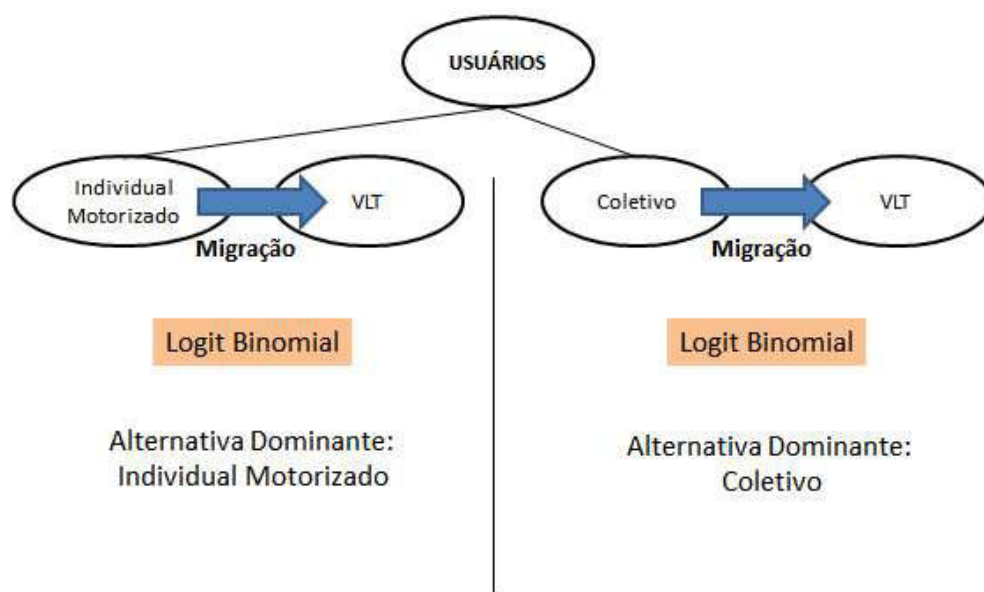 USUÁRIOS
Individual
Motorizado
VLT
Migração
Logit Binomial
Alternativa Dominante:
Individual Motorizado
Coletivo
VLT
Migração
Logit Binomial
Alternativa Dominante:
Coletivo